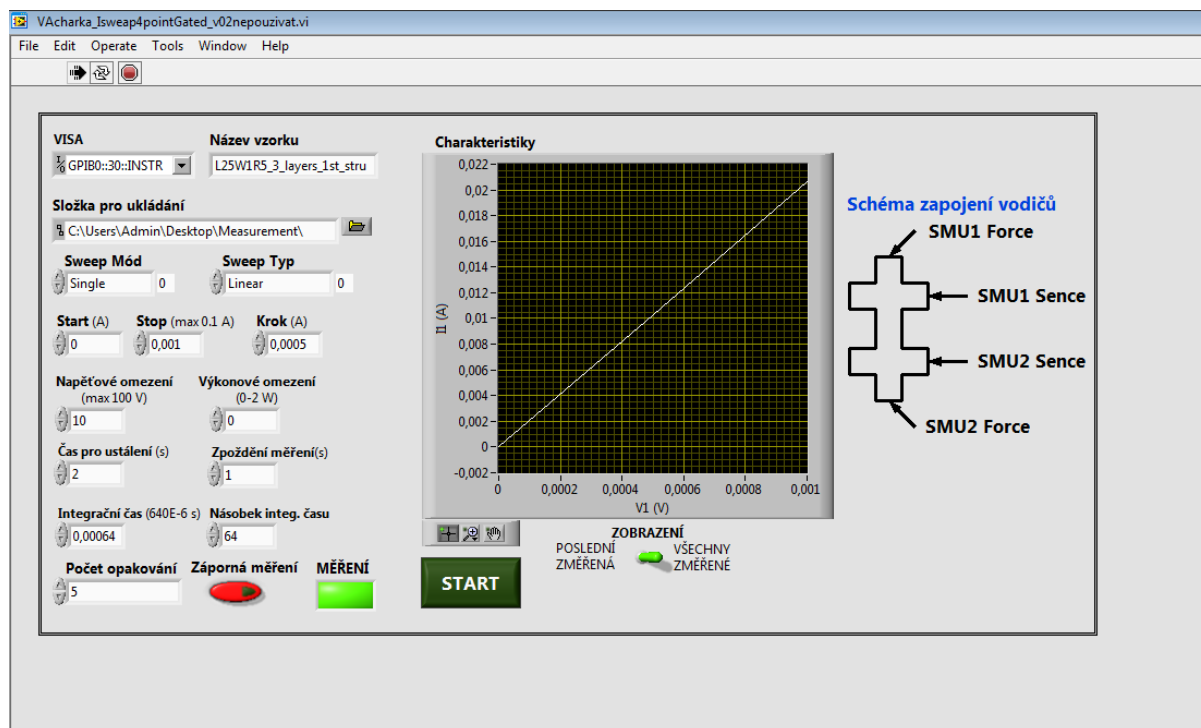 VAcharka_Isweap4pointGated_v02nepouzivat.vi
File Edit Operate Tools Window Help
VISA
GPIB0::30::INSTR
Název vzorku
L25W1R5_3_layers_1st_stru
Složka pro ukládání
C:\Users\Admin\Desktop\Measurement\
Sweep Mód
Single 0
Sweep Typ
Linear 0
Start (A)
0
Stop (max 0.1 A)
0,001
Krok (A)
0,0005
Napěťové omezení
(max 100 V)
10
Výkonové omezení
(0-2 W)
0
Čas pro ustálení (s)
2
Zpoždění měření(s)
1
Integrační čas (640E-6 s)
0,00064
Násobek integ. času
64
Počet opakování
5
Záporná měření
MĚŘENÍ
Charakteristiky
0,022
0,02
0,018
0,016
0,014
0,012
0,01
0,008
0,006
0,004
0,002
0
-0,002
I1 (A)
0 0,0002 0,0004 0,0006 0,0008 0,001
V1 (V)
START
ZOBRAZENÍ
POSLEDNÍ
ZMĚŘENÁ
VŠECHNY
ZMĚŘENÉ
Schéma zapojení vodičů
SMU1 Force
SMU1 Sence
SMU2 Sence
SMU2 Force